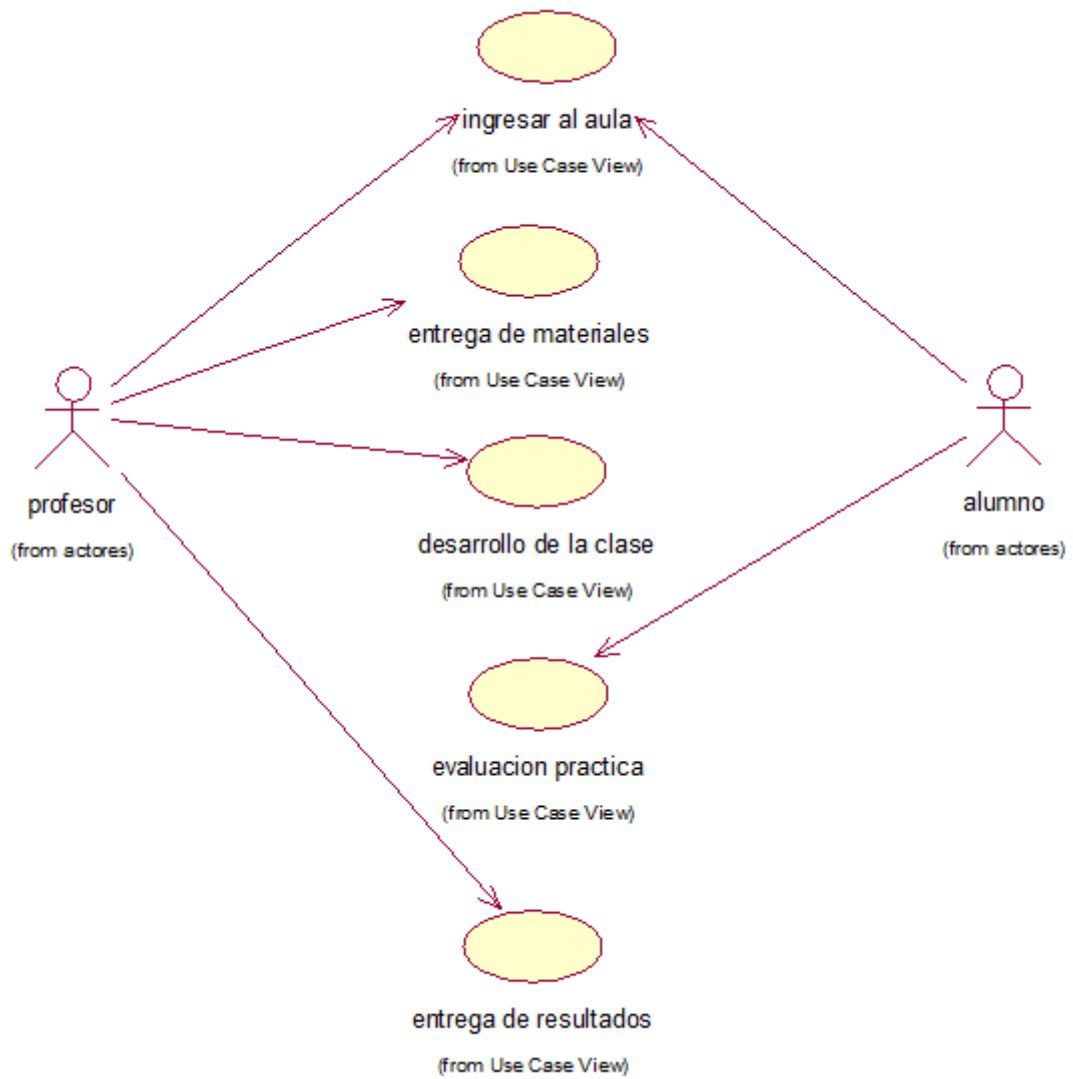 ingresar al aula
(from Use Case View)
entrega de materiales
(from Use Case View)
profesor
(from actores)
alumno
(from actores)
desarrollo de la clase
(from Use Case View)
evaluacion practica
(from Use Case View)
entrega de resultados
(from Use Case View)